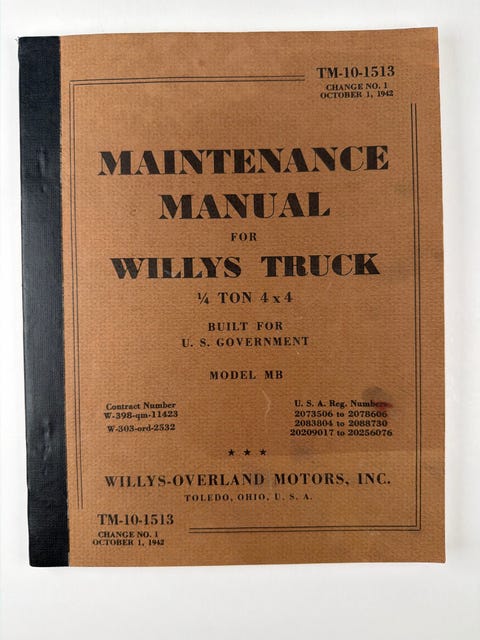 TM-10-1513
CHANGE NO. 1
OCTOBER 1, 1942
MAINTENANCE
MANUAL
FOR
WILLYS TRUCK
¼ TON 4 x 4
BUILT FOR
U. S. GOVERNMENT
MODEL MB
Contract Number
W-398-qm-11423
W-303-ord-2532
U. S. A. Reg. Numbers
2073506 to 2078606
2083804 to 2088730
20209017 to 20256076
★ ★ ★
WILLYS-OVERLAND MOTORS, INC.
TOLEDO, OHIO, U. S. A.
TM-10-1513
CHANGE NO. 1
OCTOBER 1, 1942